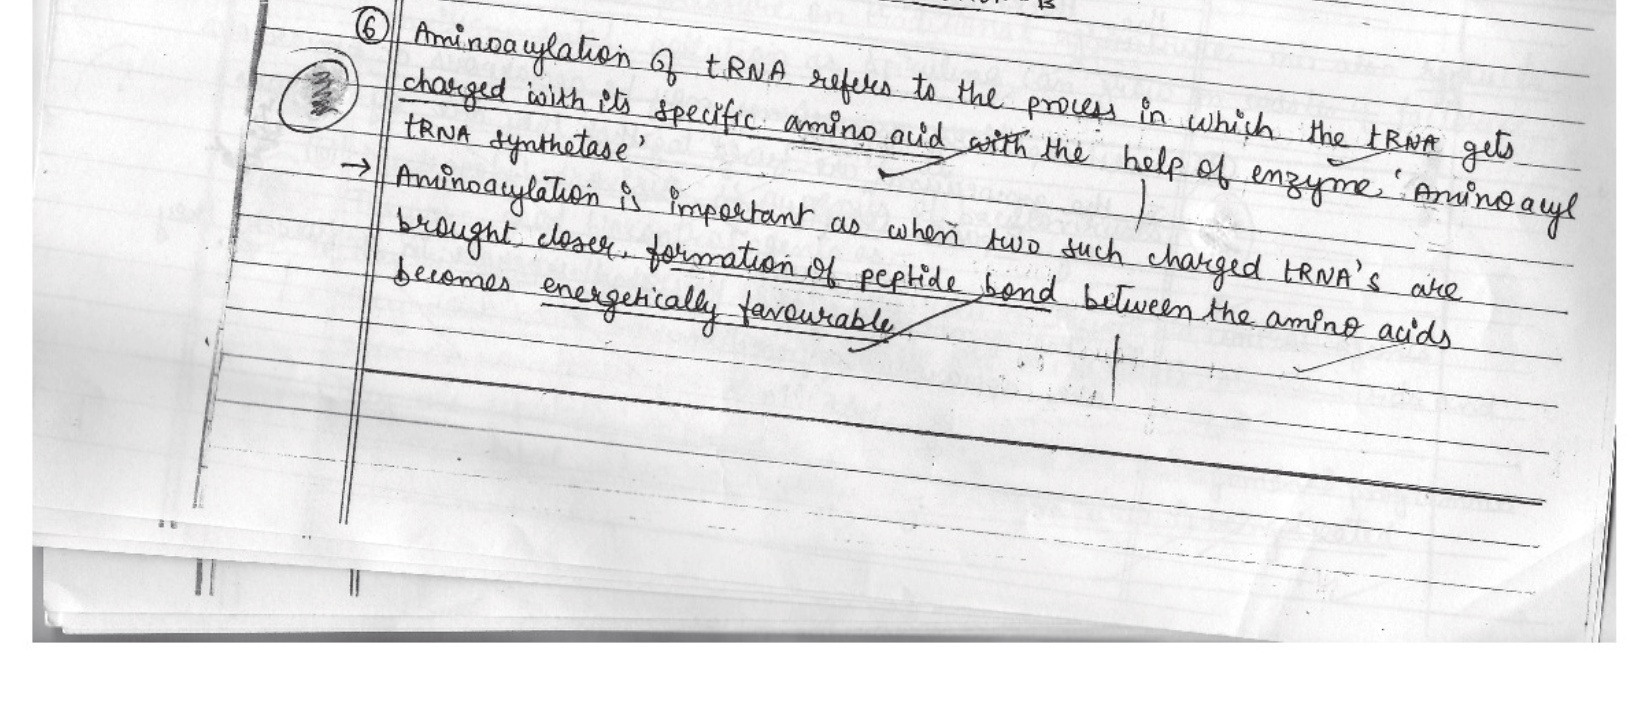 B
6 Aminoacylation of tRNA refers to the process in which the tRNA gets
charged with its specific amino acid with the help of enzyme, 'Aminoacyl
tRNA synthetase'
→ Aminoacylation is important as when two such charged tRNA's are
brought closer, formation of peptide bond between the amino acids
becomes energetically favourable.